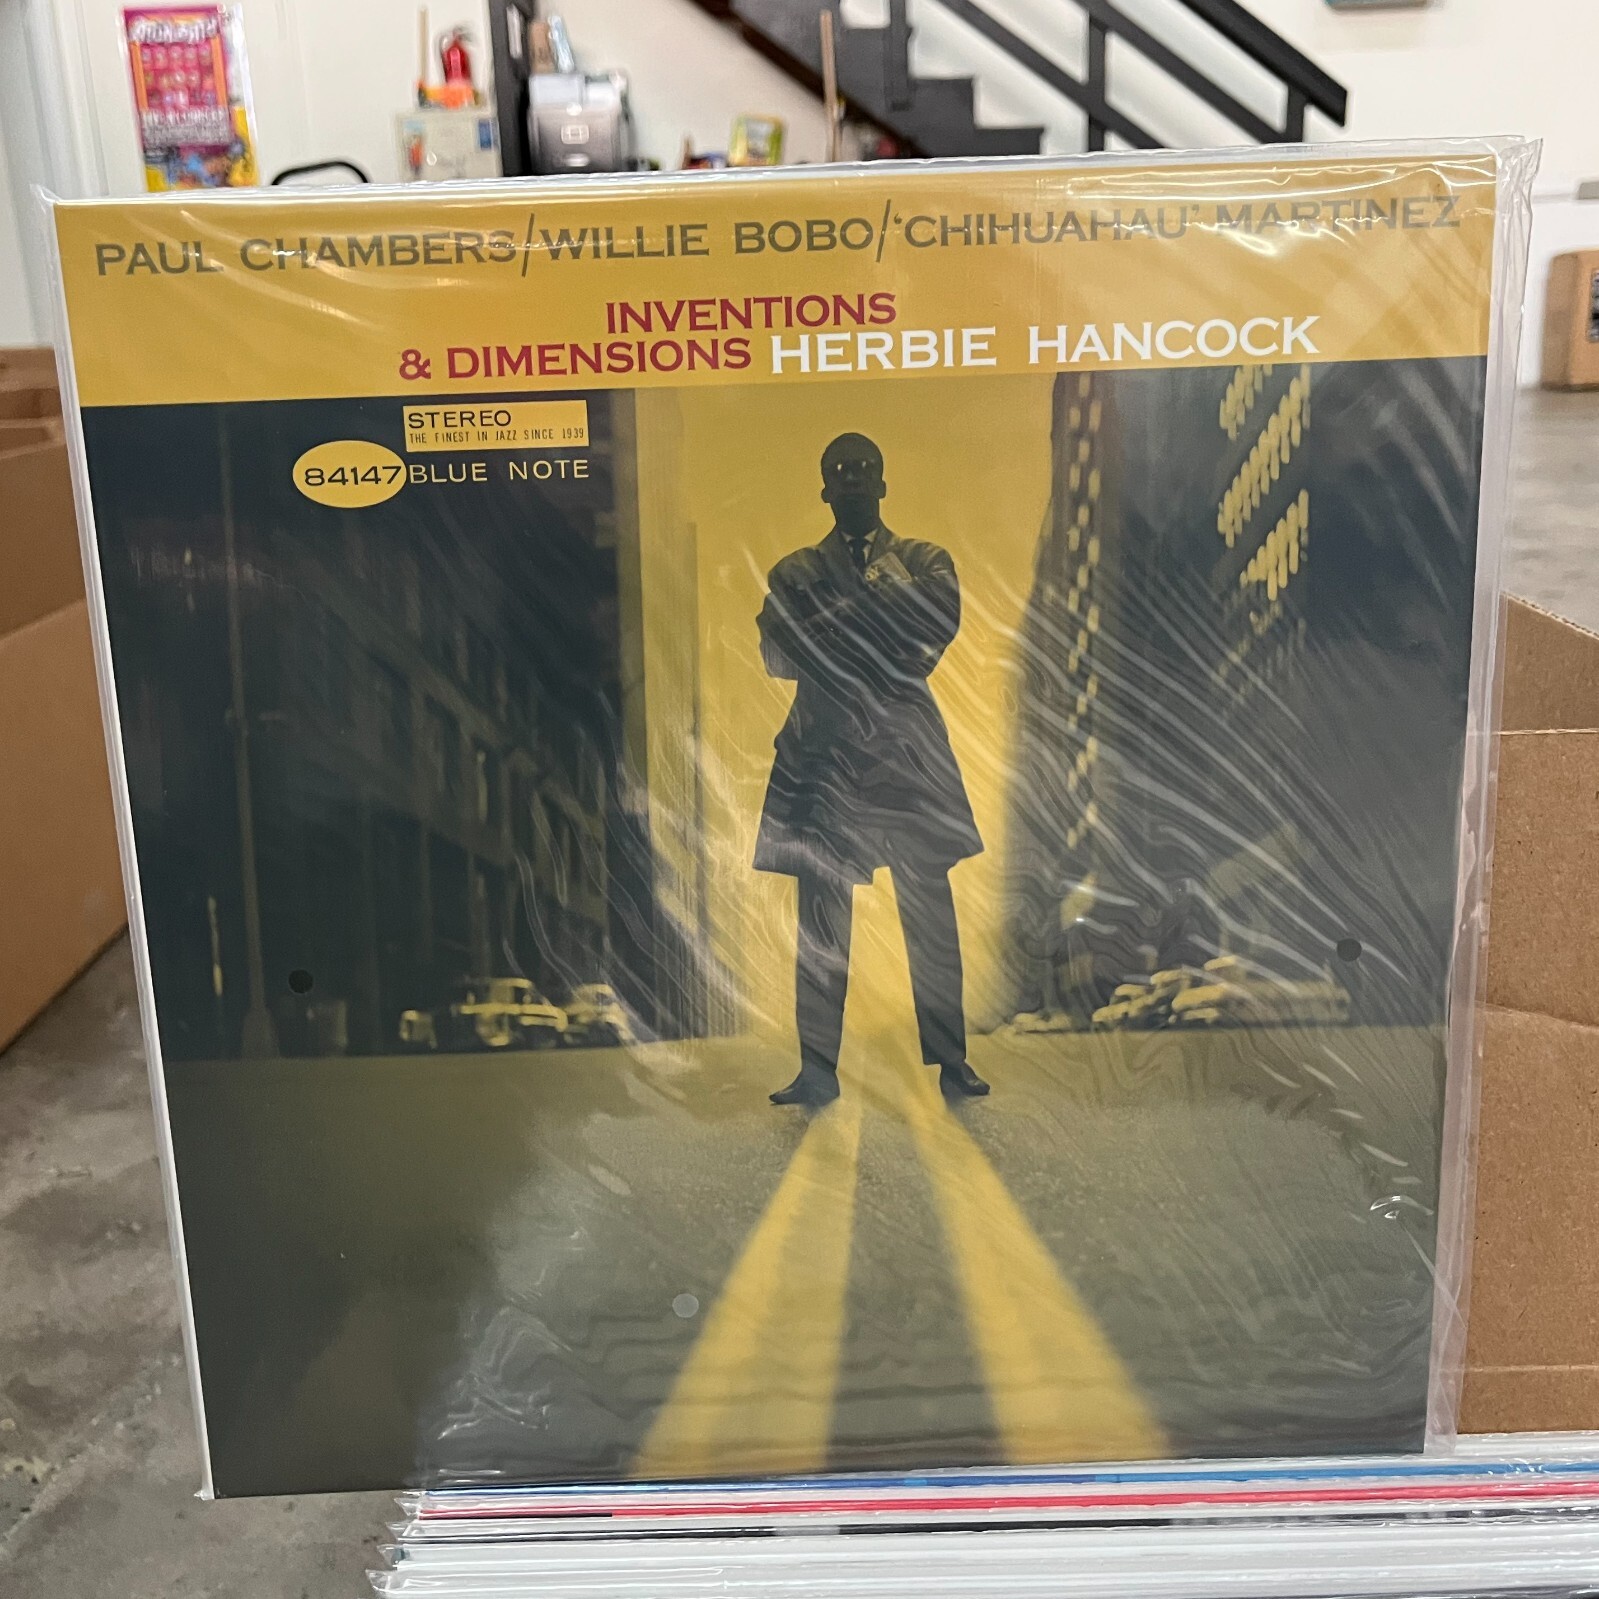 PAUL CHAMBERS/WILLIE BOBO/'CHIHUAHAU' MARTINEZ
INVENTIONS
& DIMENSIONS HERBIE HANCOCK
STEREO
THE FINEST IN JAZZ SINCE 1939
84147 BLUE NOTE